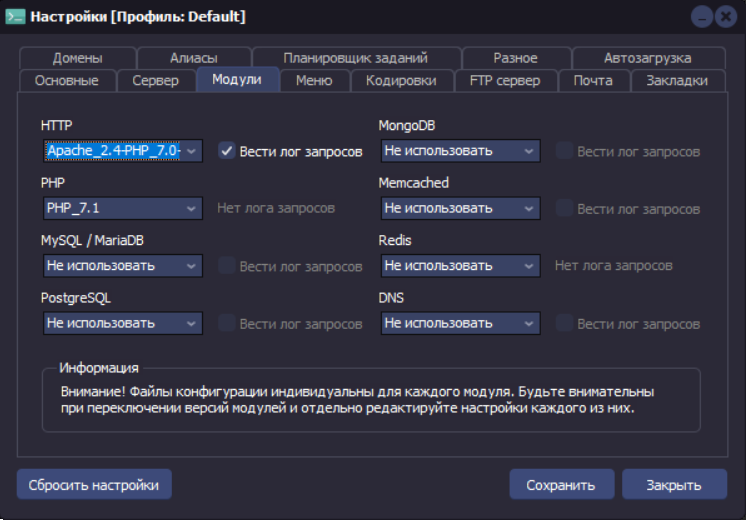 Настройки [Профиль: Default]
Домены Алиасы Планировщик заданий Разное Автозагрузка
Основные Сервер Модули Меню Кодировки FTP сервер Почта Закладки
HTTP
Apache_2.4-PHP_7.0- Вести лог запросов
PHP
PHP_7.1 Нет лога запросов
MySQL / MariaDB
Не использовать Вести лог запросов
PostgreSQL
Не использовать Вести лог запросов
MongoDB
Не использовать Вести лог запросов
Memcached
Не использовать Вести лог запросов
Redis
Не использовать Нет лога запросов
DNS
Не использовать Вести лог запросов
Информация
Внимание! Файлы конфигурации индивидуальны для каждого модуля. Будьте внимательны
при переключении версий модулей и отдельно редактируйте настройки каждого из них.
Сбросить настройки Сохранить Закрыть